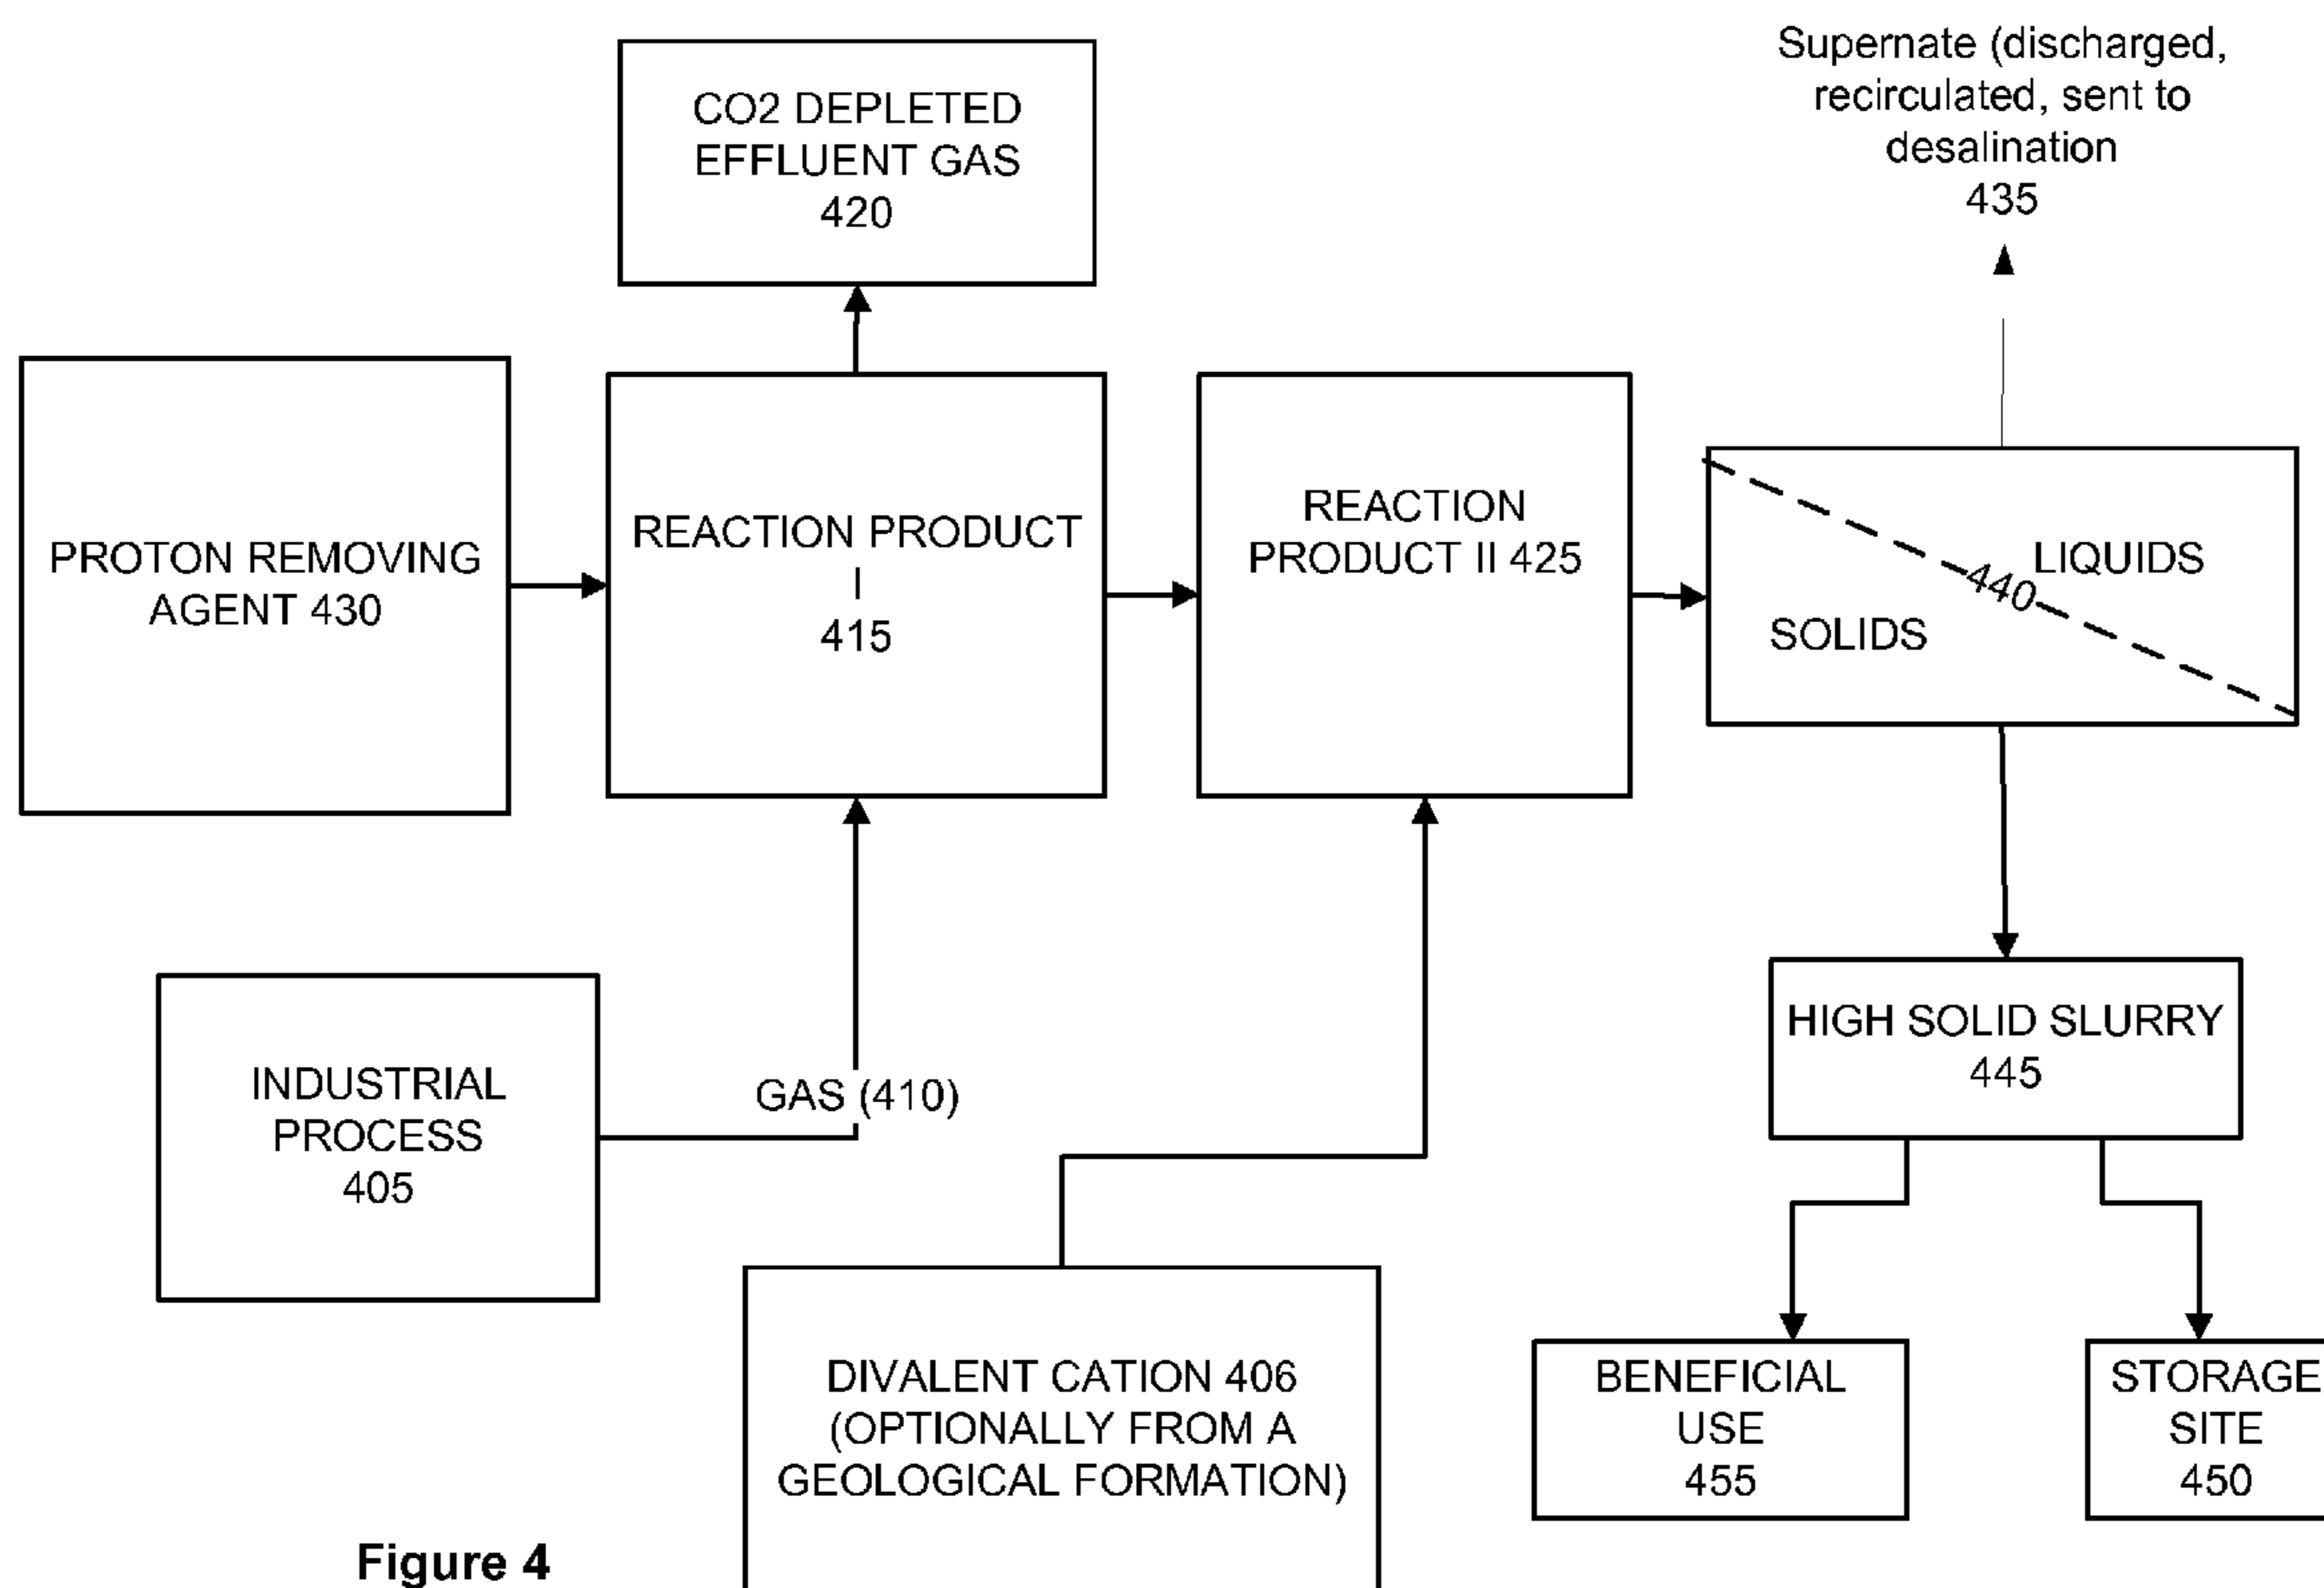 Supernate (discharged,
recirculated, sent to
desalination
435
CO2 DEPLETED
EFFLUENT GAS
420
PROTON REMOVING
AGENT 430
REACTION PRODUCT
I
415
REACTION
PRODUCT II 425
LIQUIDS
440
SOLIDS
HIGH SOLID SLURRY
445
INDUSTRIAL
PROCESS
405
GAS (410)
DIVALENT CATION 406
(OPTIONALLY FROM A
GEOLOGICAL FORMATION)
BENEFICIAL
USE
455
STORAGE
SITE
450
Figure 4